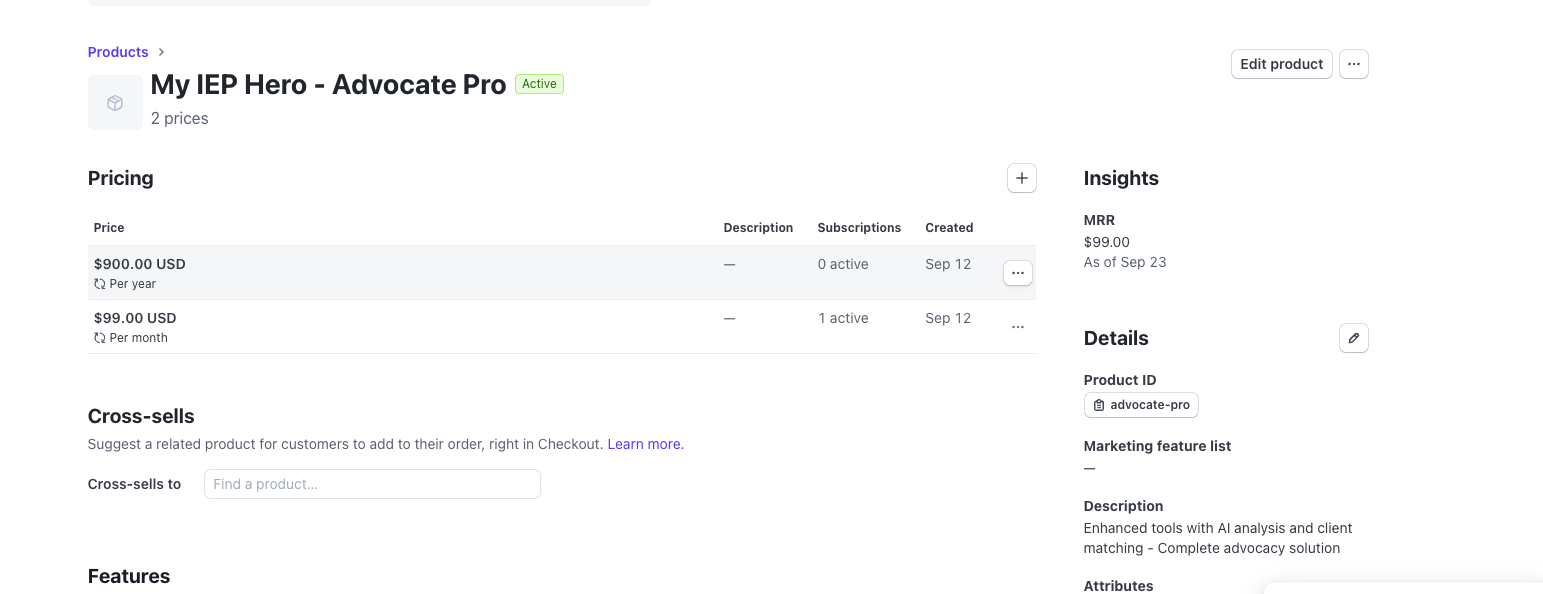 Products
My IEP Hero - Advocate Pro Active
2 prices
Edit product
Pricing
Price Description Subscriptions Created
$900.00 USD — 0 active Sep 12
Per year
$99.00 USD — 1 active Sep 12
Per month
Cross-sells
Suggest a related product for customers to add to their order, right in Checkout. Learn more.
Cross-sells to Find a product...
Features
Insights
MRR
$99.00
As of Sep 23
Details
Product ID
advocate-pro
Marketing feature list
—
Description
Enhanced tools with AI analysis and client
matching - Complete advocacy solution
Attributes